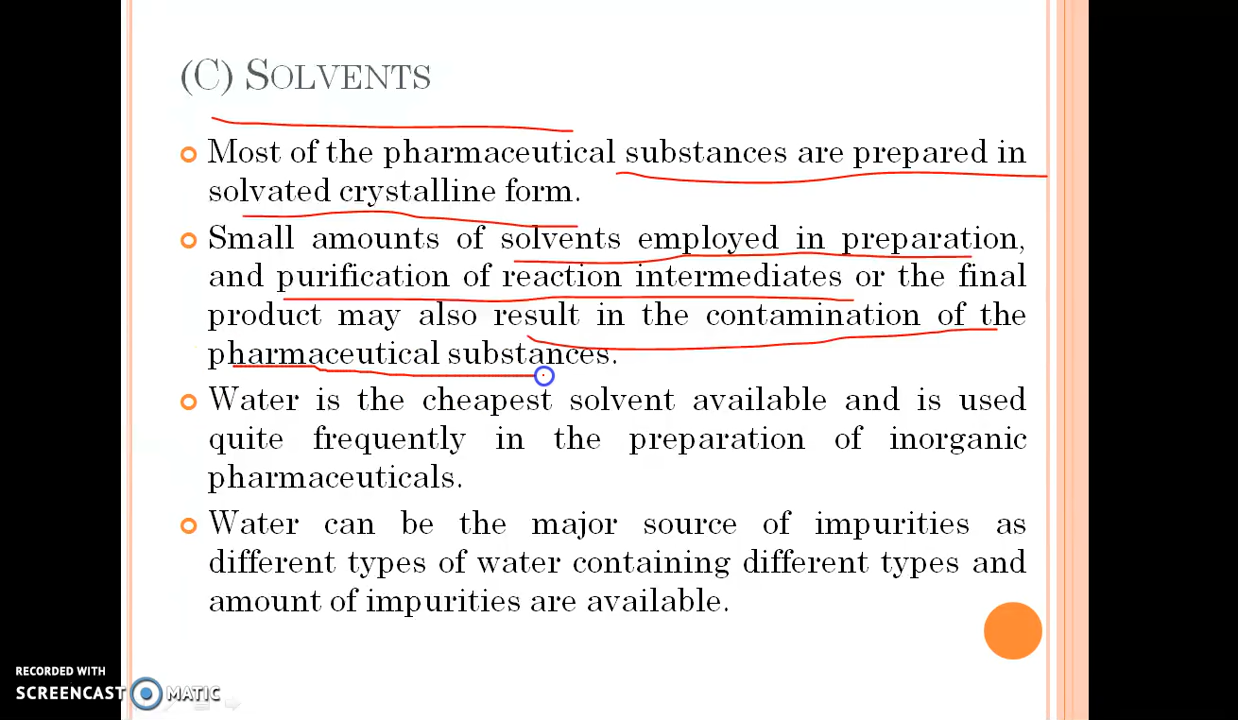 (C) SOLVENTS
Most of the pharmaceutical substances are prepared in
solvated crystalline form.
Small amounts of solvents employed in preparation,
and purification of reaction intermediates or the final
product may also result in the contamination of the
pharmaceutical substances.
Water is the cheapest solvent available and is used
quite frequently in the preparation of inorganic
pharmaceuticals.
Water can be the major source of impurities as
different types of water containing different types and
amount of impurities are available.
RECORDED WITH
SCREENCAST MATIC